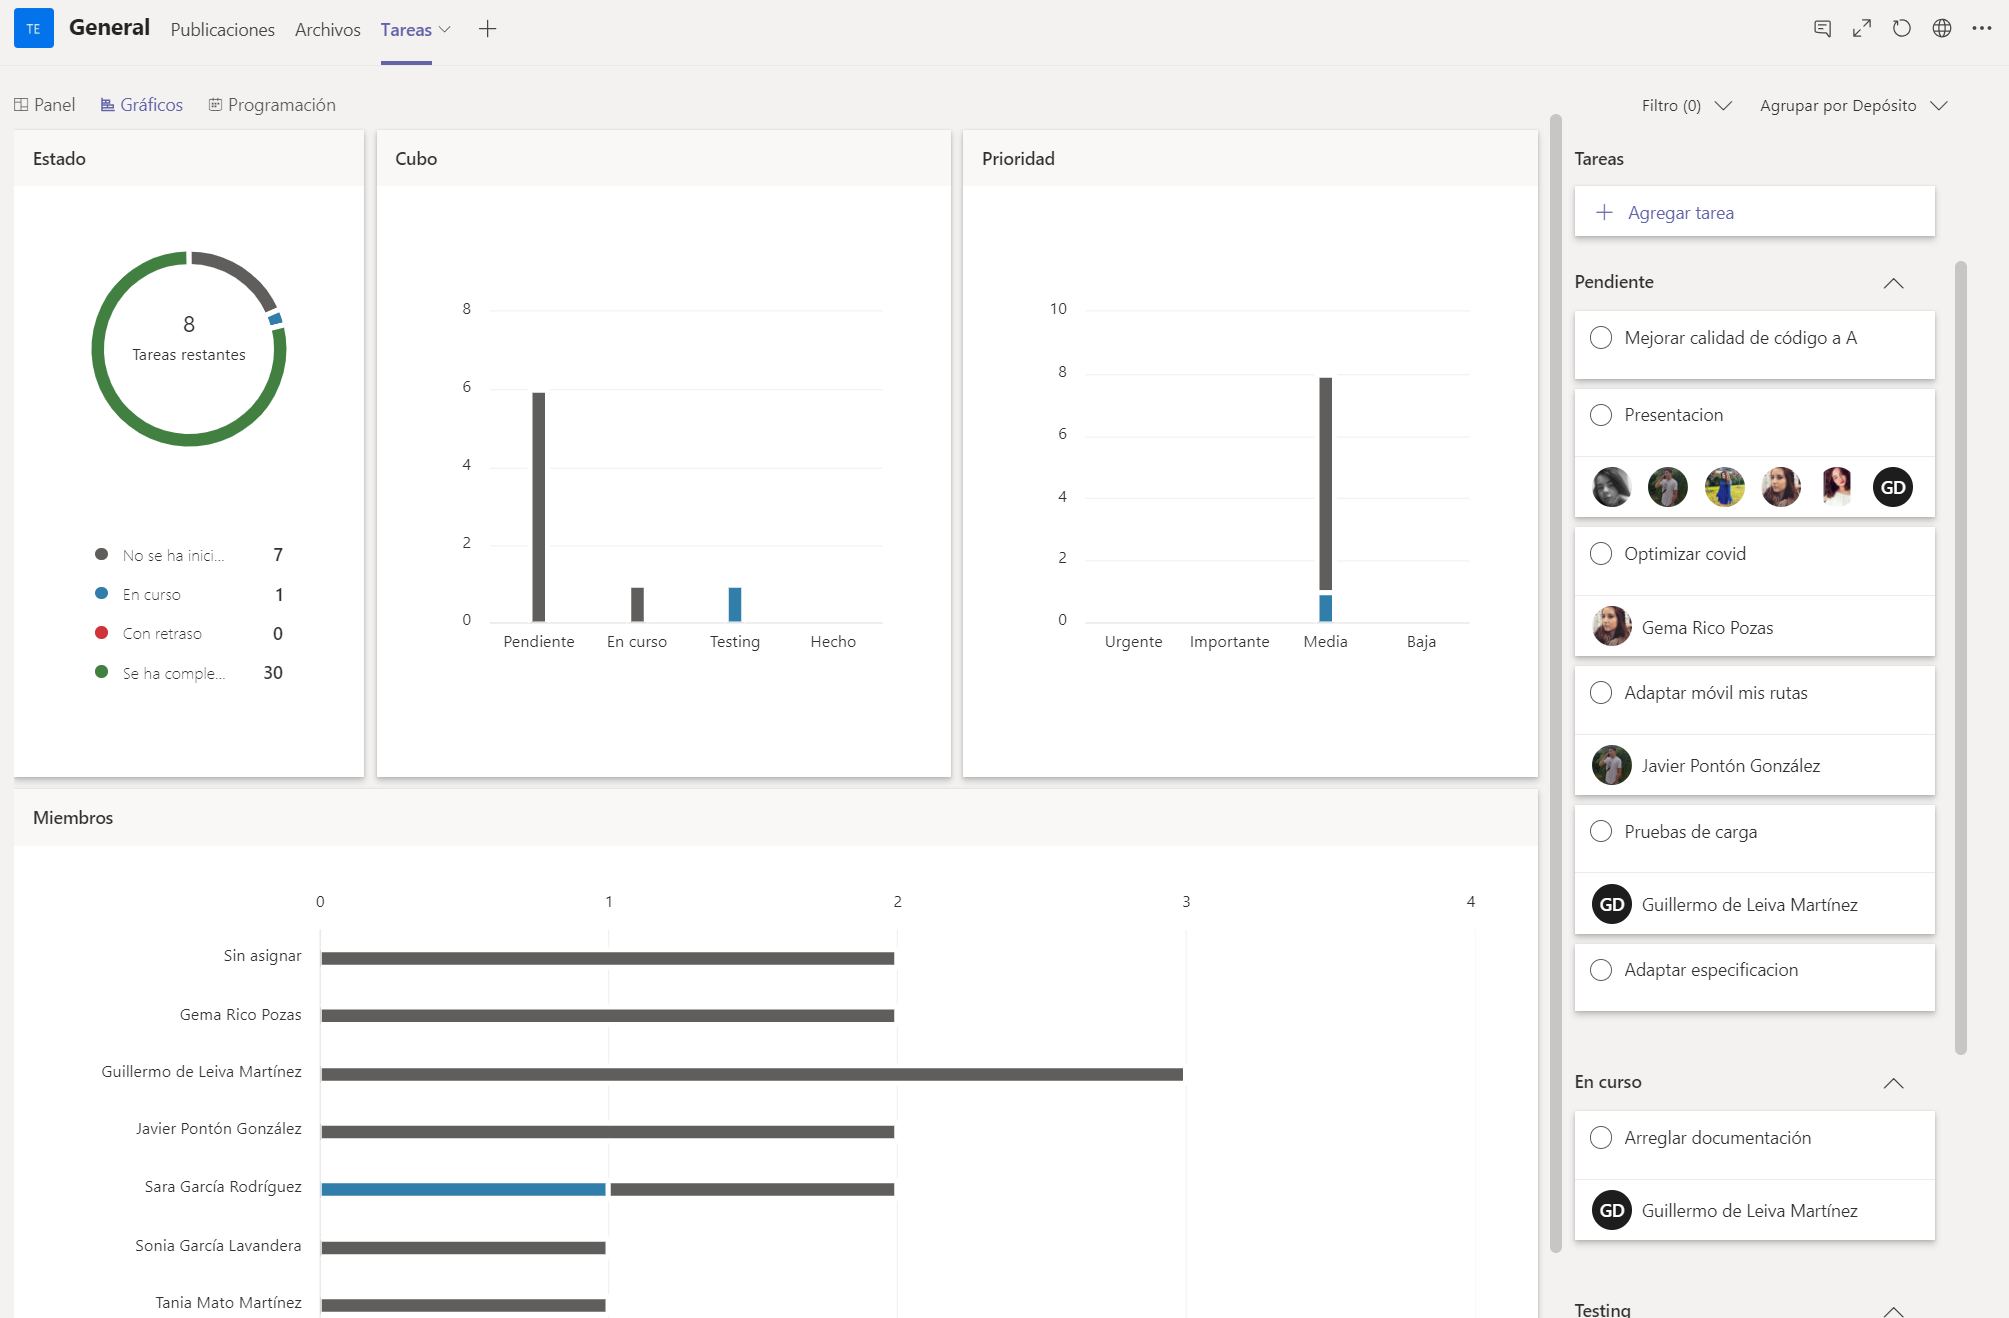 TE
General
Publicaciones
Archivos
Tareas
Panel
Gráficos
Programación
Filtro (0)
Agrupar por Depósito
Estado
8
Tareas restantes
No se ha inici... 7
En curso 1
Con retraso 0
Se ha comple... 30
Cubo
8
6
4
2
0
Pendiente En curso Testing Hecho
Prioridad
10
8
6
4
2
0
Urgente Importante Media Baja
Miembros
0 1 2 3 4
Sin asignar
Gema Rico Pozas
Guillermo de Leiva Martínez
Javier Pontón González
Sara García Rodríguez
Sonia García Lavandera
Tania Mato Martínez
Tareas
Agregar tarea
Pendiente
Mejorar calidad de código a A
Presentacion
GD
Optimizar covid
Gema Rico Pozas
Adaptar móvil mis rutas
Javier Pontón González
Pruebas de carga
GD Guillermo de Leiva Martínez
Adaptar especificacion
En curso
Arreglar documentación
GD Guillermo de Leiva Martínez
Testing